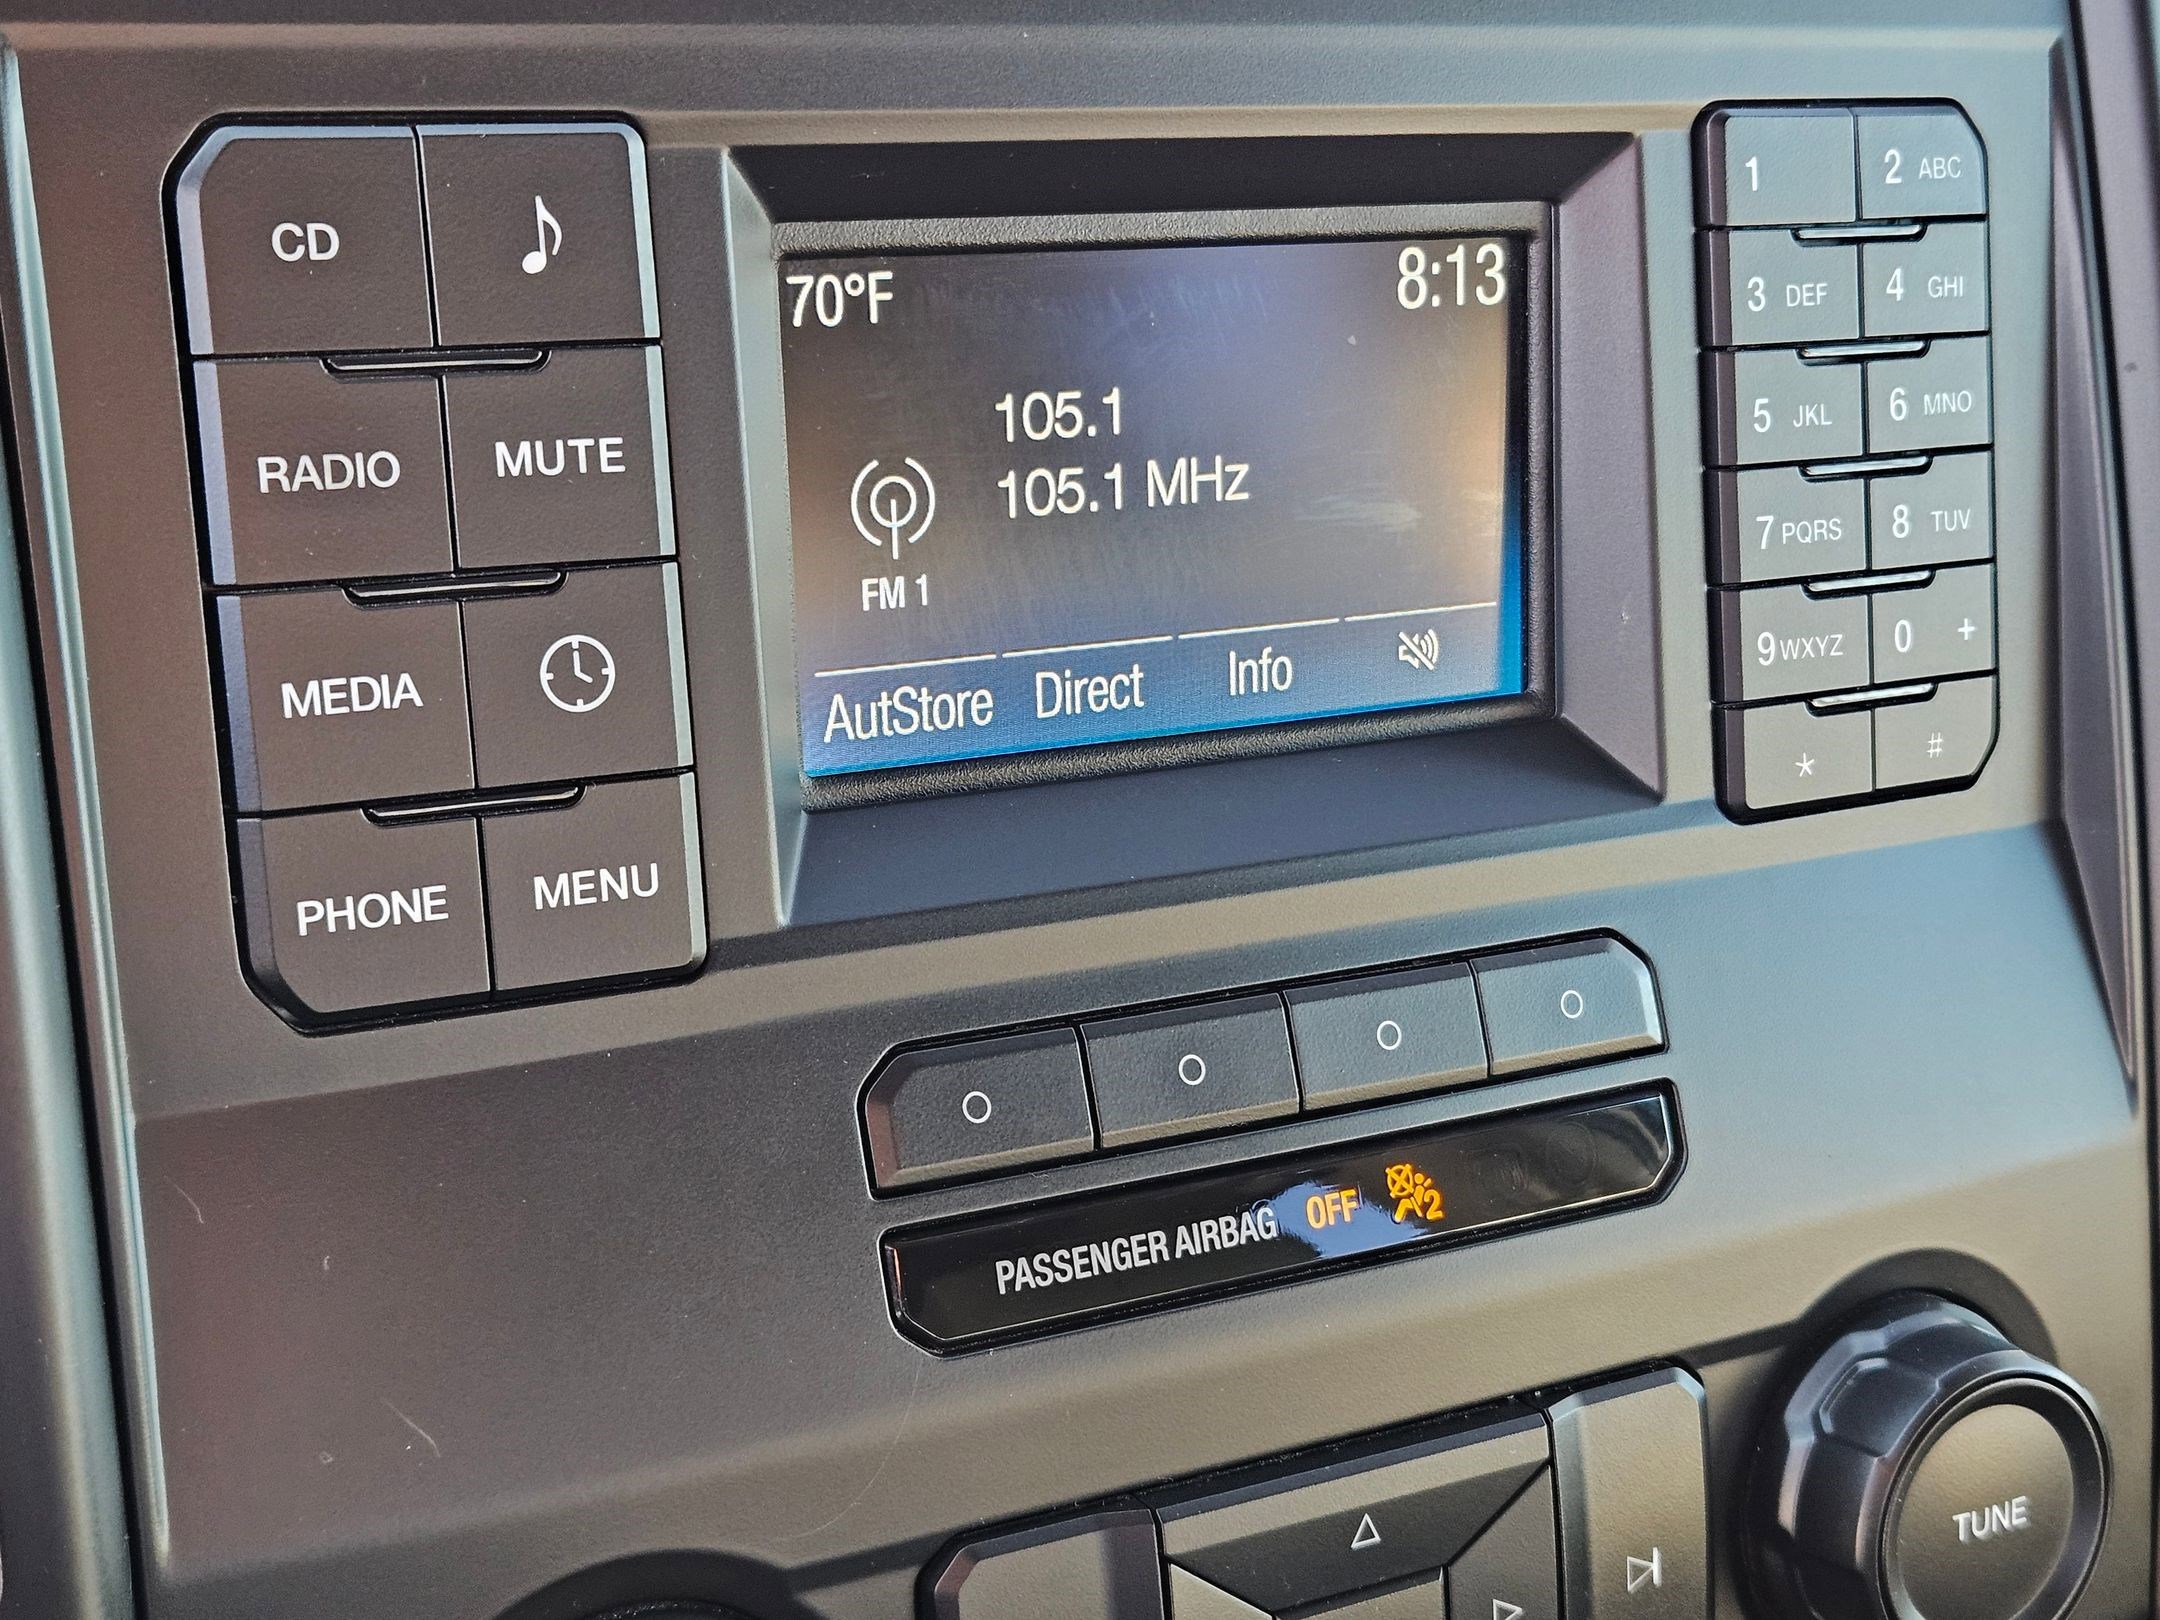 CD
RADIO MUTE
MEDIA
PHONE MENU
70°F 8:13
105.1
105.1 MHz
FM 1
AutStore Direct Info
1 2 ABC
3 DEF 4 GHI
5 JKL 6 MNO
7 PQRS 8 TUV
9 WXYZ 0 +
* #
PASSENGER AIRBAG OFF 2
TUNE